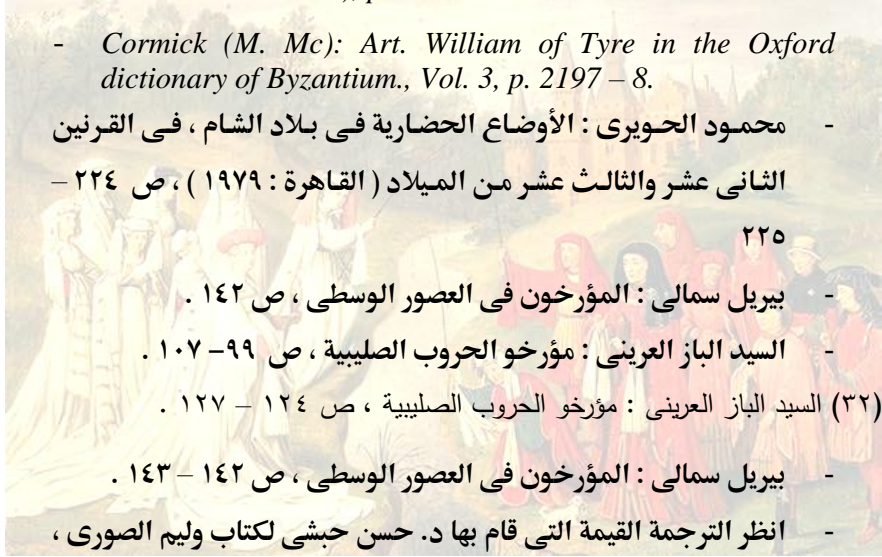 - Cormick (M. Mc): Art. William of Tyre in the Oxford
dictionary of Byzantium., Vol. 3, p. 2197 – 8.
- محمود الحويرى : الأوضاع الحضارية فى بلاد الشام ، فى القرنين
الثانى عشر والثالث عشر من الميلاد ( القاهرة : ١٩٧٩ ) ، ص ٢٢٤ –
٢٢٥
- بيريل سمالى : المؤرخون فى العصور الوسطى ، ص ١٤٢ .
- السيد الباز العرينى : مؤرخو الحروب الصليبية ، ص ٩٩– ١٠٧ .
(٣٢) السيد الباز العرينى : مؤرخو الحروب الصليبية ، ص ١٢٤ – ١٢٧ .
- بيريل سمالى : المؤرخون فى العصور الوسطى ، ص ١٤٢ – ١٤٣ .
- انظر الترجمة القيمة التى قام بها د. حسن حبشى لكتاب وليم الصورى ،